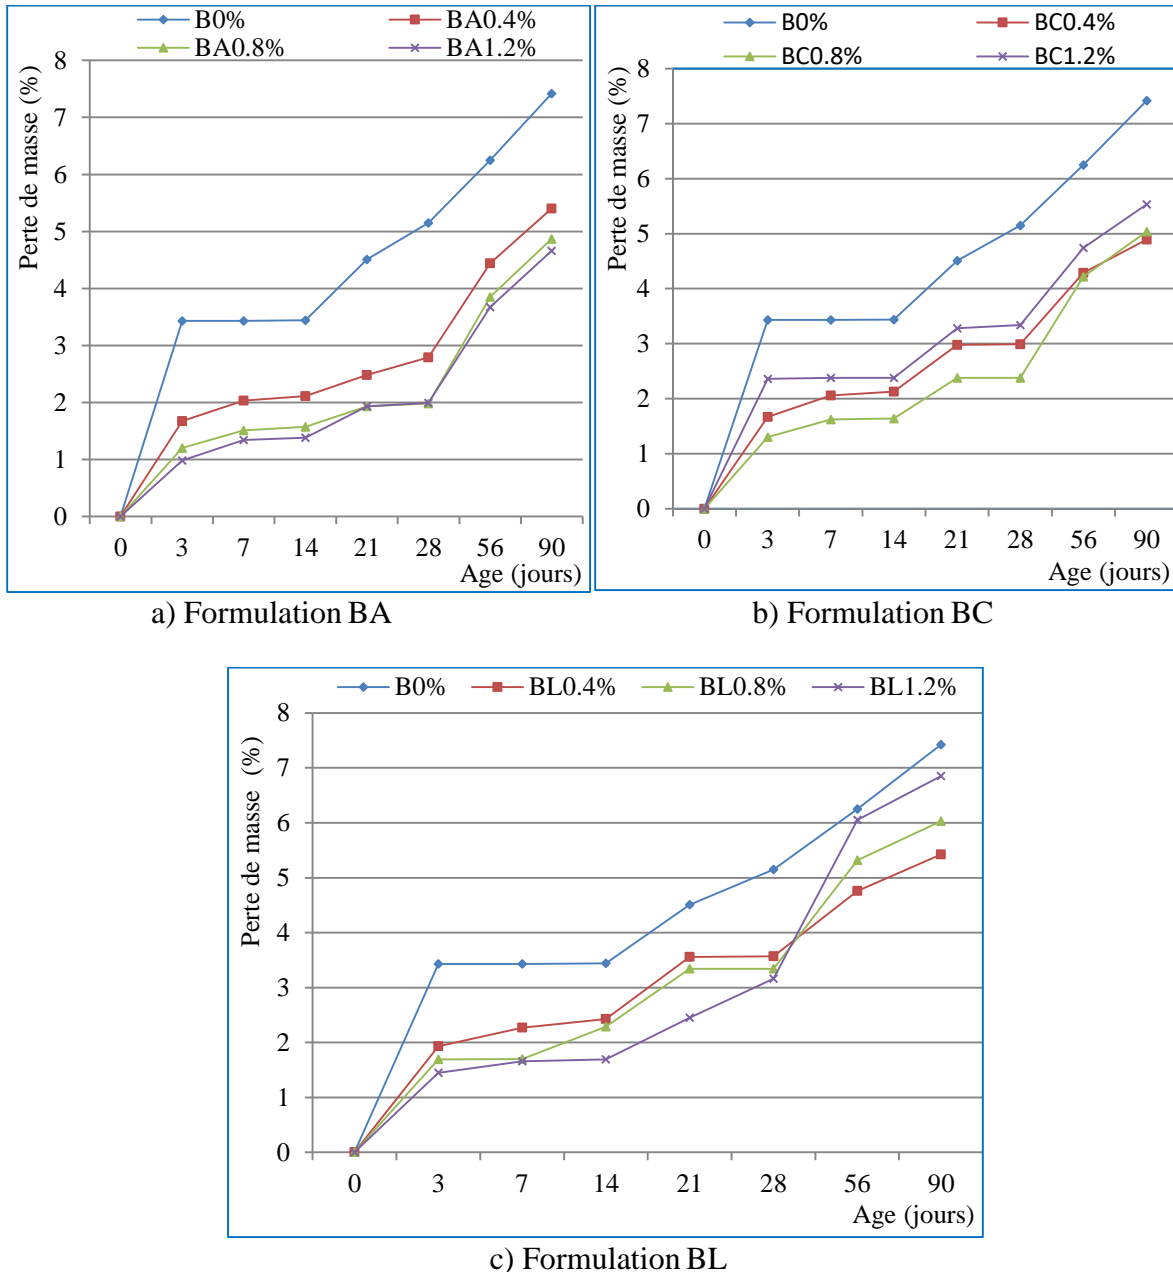 B0% BA0.4%
BA0.8% BA1.2%
Perte de masse (%)
8
7
6
5
4
3
2
1
0
0 3 7 14 21 28 56 90
Age (jours)
a) Formulation BA
B0% BC0.4%
BC0.8% BC1.2%
Perte de masse (%)
8
7
6
5
4
3
2
1
0
0 3 7 14 21 28 56 90
Age (jours)
b) Formulation BC
B0% BL0.4% BL0.8% BL1.2%
Perte de masse (%)
8
7
6
5
4
3
2
1
0
0 3 7 14 21 28 56 90
Age (jours)
c) Formulation BL